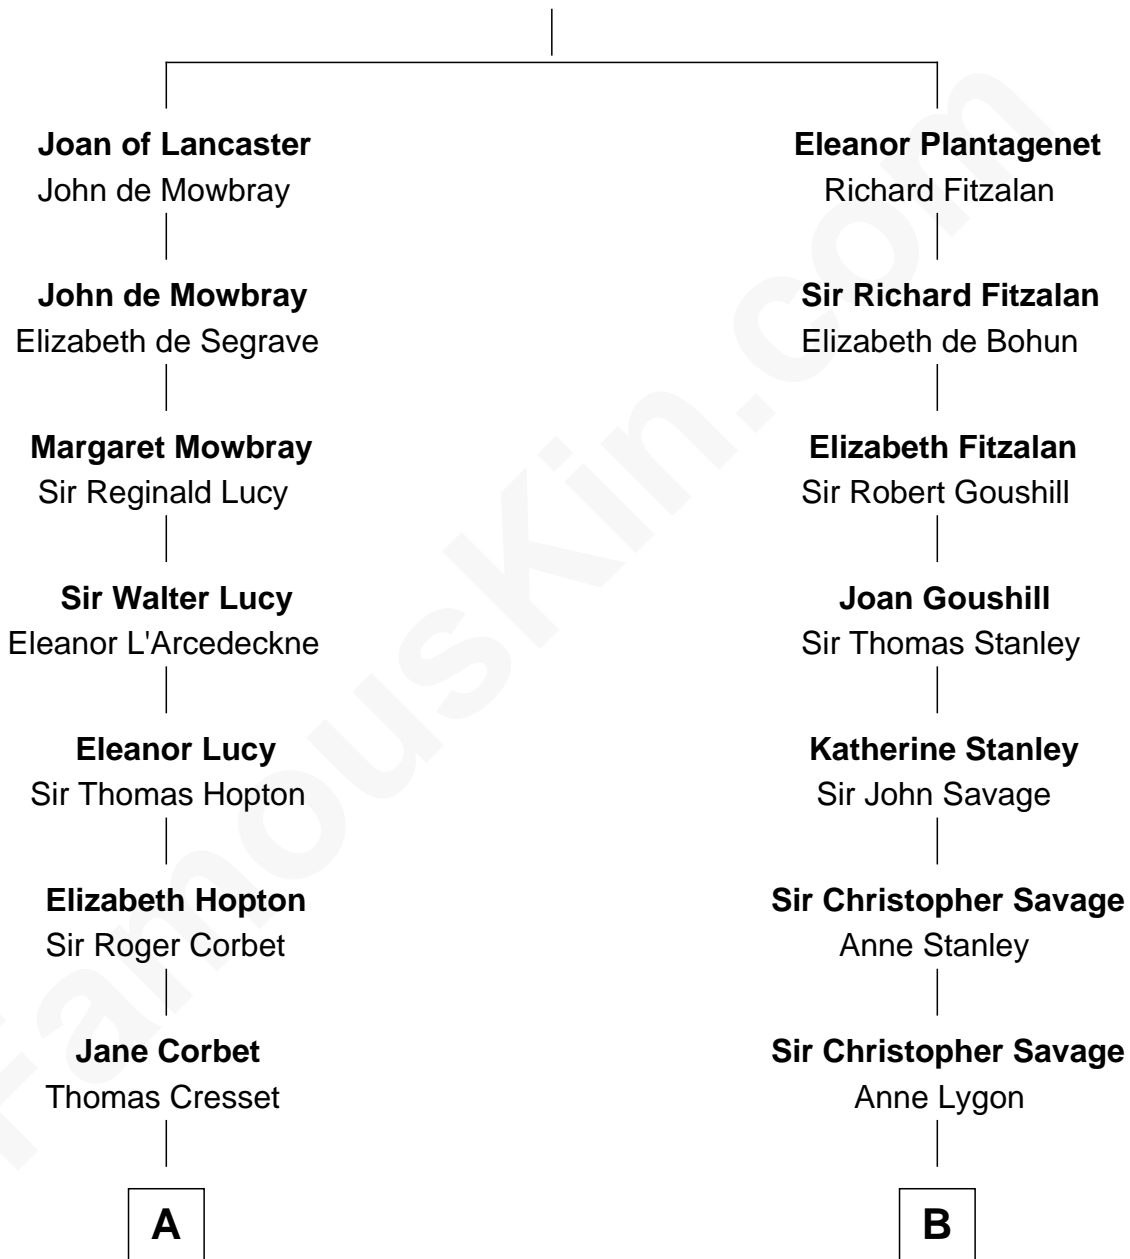 Joan of Lancaster
John de Mowbray
John de Mowbray
Elizabeth de Segrave
Margaret Mowbray
Sir Reginald Lucy
Sir Walter Lucy
Eleanor L'Arcedeckne
Eleanor Lucy
Sir Thomas Hopton
Elizabeth Hopton
Sir Roger Corbet
Jane Corbet
Thomas Cresset
A
Eleanor Plantagenet
Richard Fitzalan
Sir Richard Fitzalan
Elizabeth de Bohun
Elizabeth Fitzalan
Sir Robert Goushill
Joan Goushill
Sir Thomas Stanley
Katherine Stanley
Sir John Savage
Sir Christopher Savage
Anne Stanley
Sir Christopher Savage
Anne Lygon
B
FamousKin.com